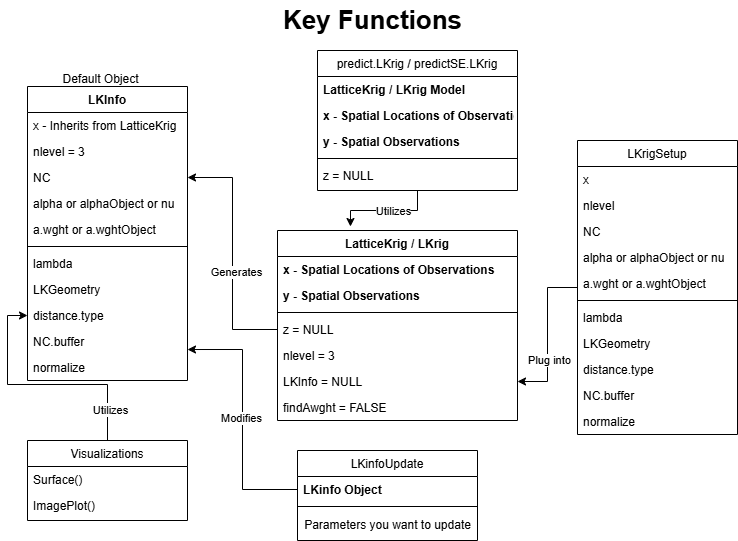 Key Functions
Default Object
LKInfo
x - Inherits from LatticeKrig
nlevel = 3
NC
alpha or alphaObject or nu
a.wght or a.wghtObject
lambda
LKGeometry
distance.type
NC.buffer
normalize
predict.LKrig / predictSE.LKrig
LatticeKrig / LKrig Model
x - Spatial Locations of Observati
y - Spatial Observations
z = NULL
Utilizes
Generates
LatticeKrig / LKrig
x - Spatial Locations of Observations
y - Spatial Observations
z = NULL
nlevel = 3
LKInfo = NULL
findAwght = FALSE
LKrigSetup
x
nlevel
NC
alpha or alphaObject or nu
a.wght or a.wghtObject
lambda
LKGeometry
distance.type
NC.buffer
normalize
Plug into
Utilizes
Modifies
Visualizations
Surface()
ImagePlot()
LKinfoUpdate
LKinfo Object
Parameters you want to update